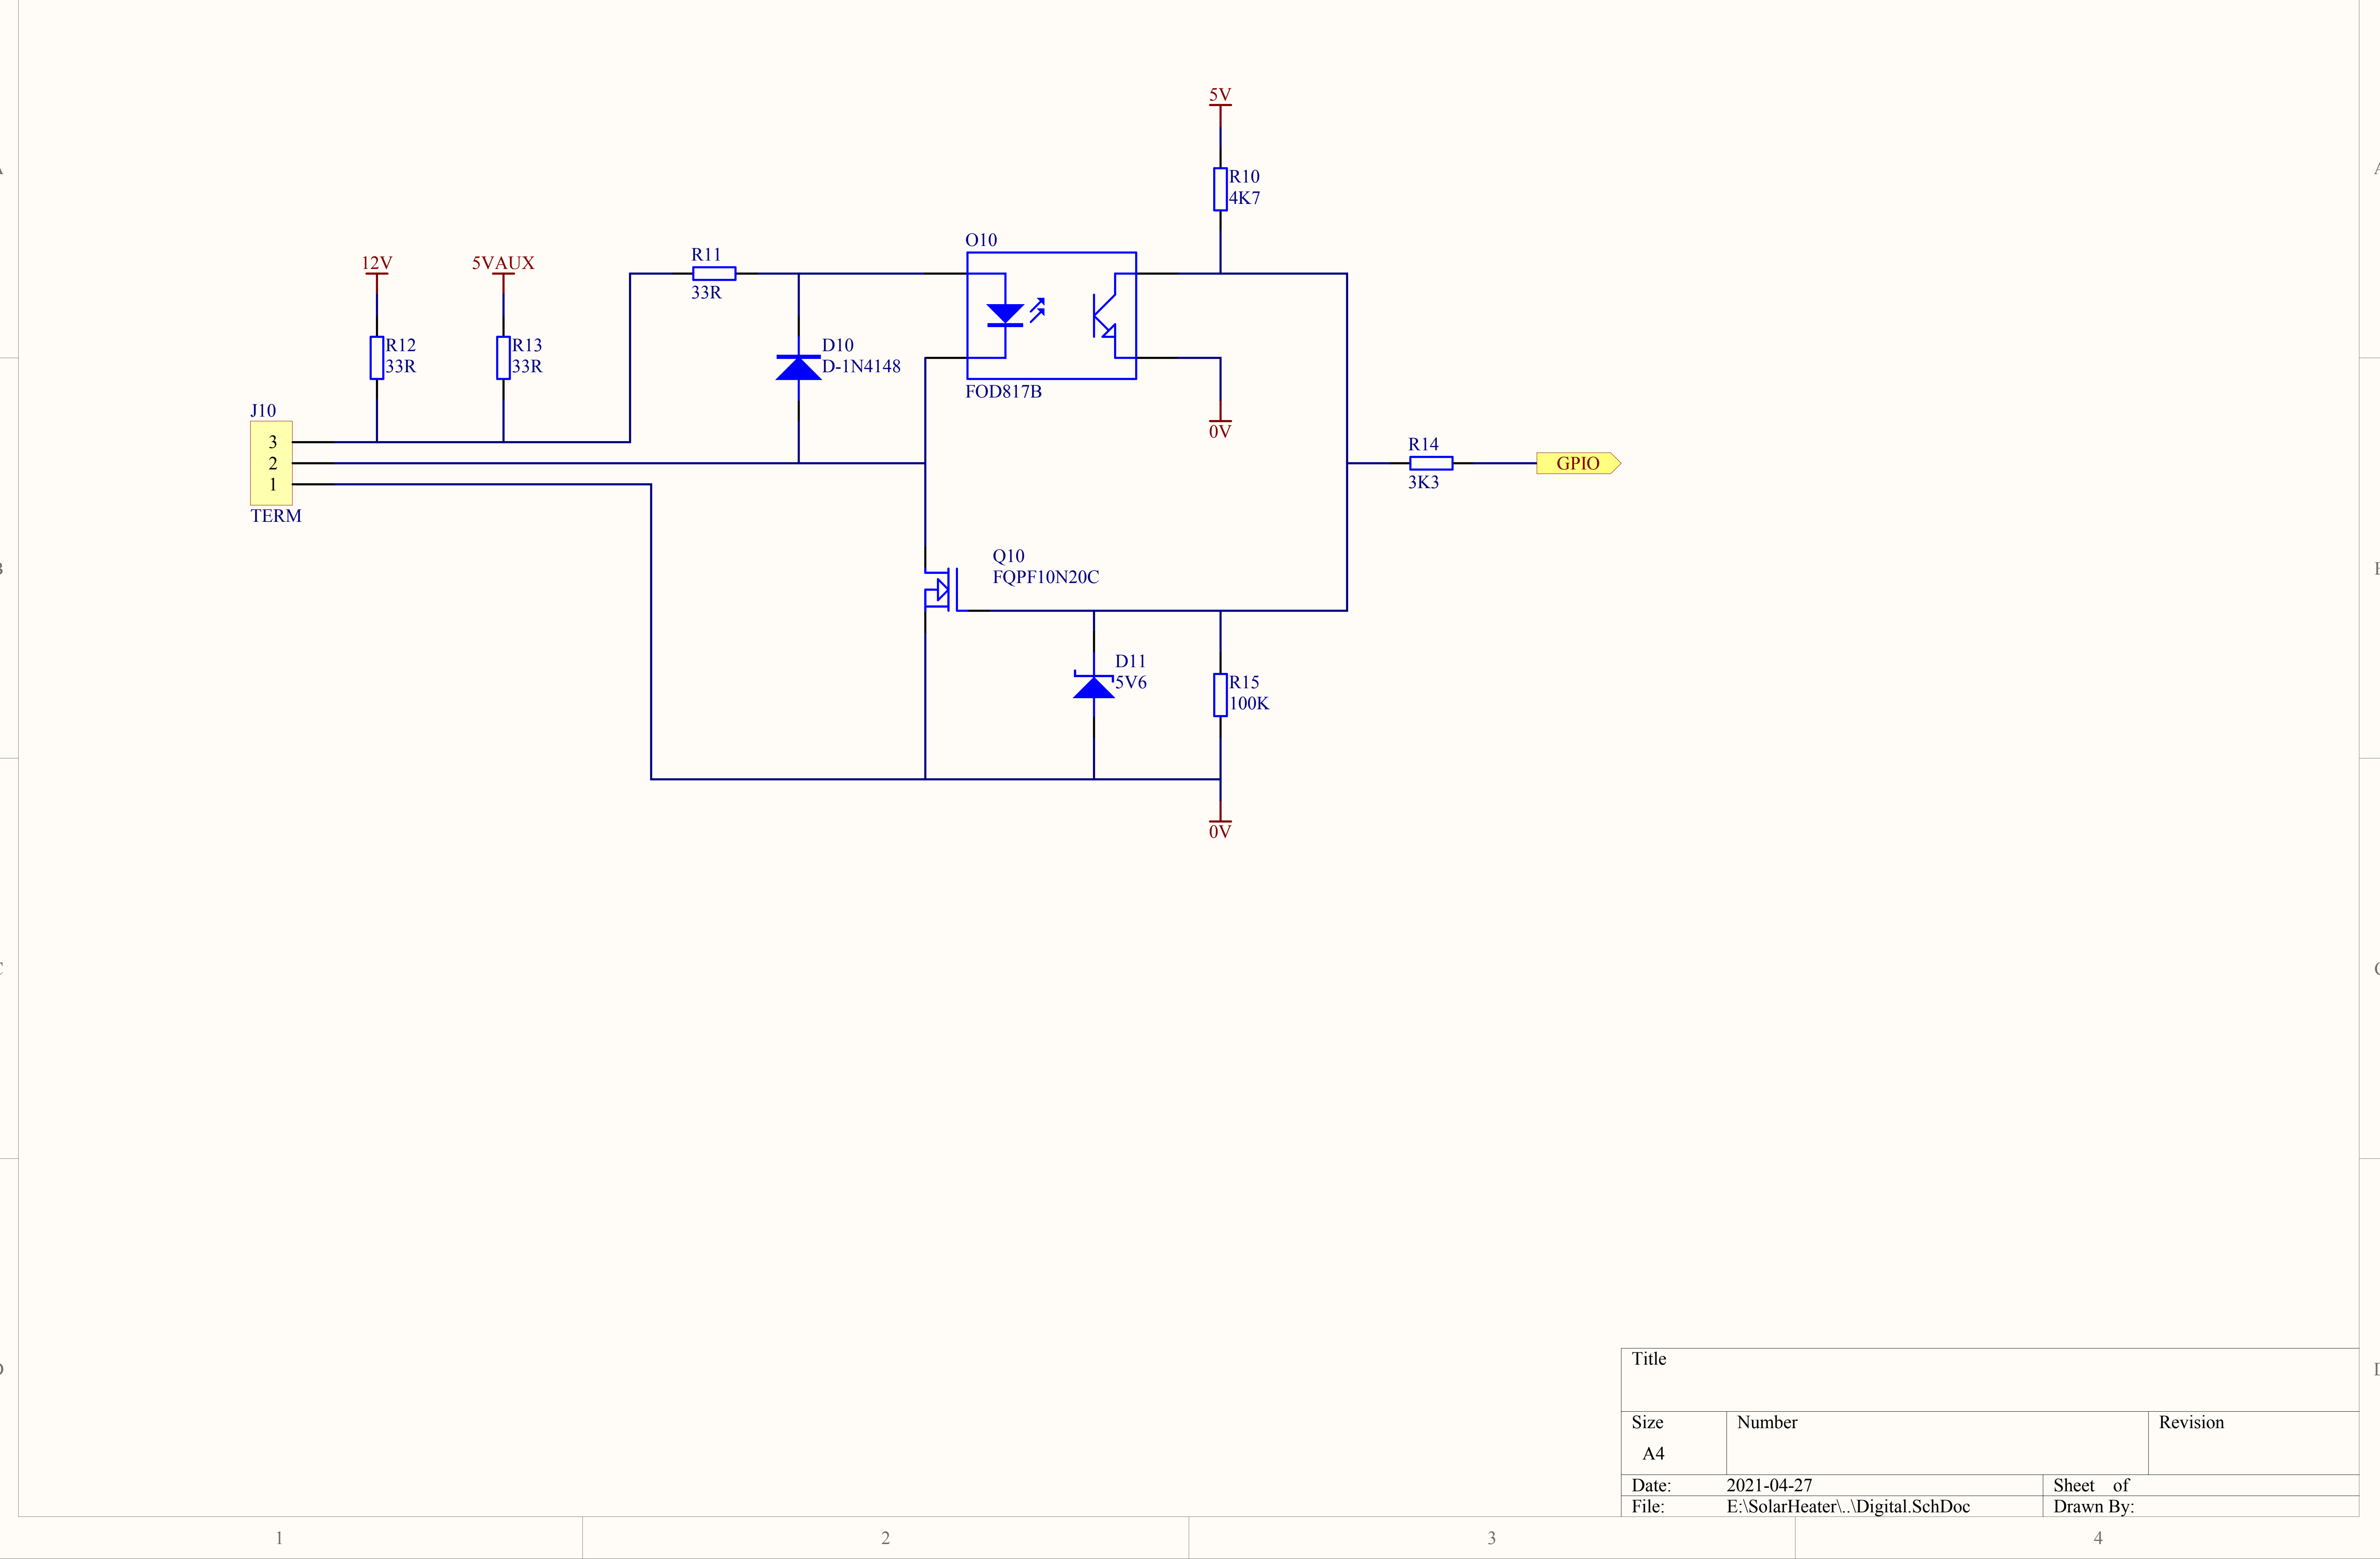 5V
R10
4K7
O10
R11
33R
12V
5VAUX
R12
33R
R13
33R
D10
D-1N4148
FOD817B
0V
J10
3
2
1
TERM
R14
3K3
GPIO
Q10
FQPF10N20C
D11
5V6
R15
100K
0V
A
A
B
B
C
C
D
D
Title
Size
Number
Revision
A4
Date:
2021-04-27
Sheet of
File:
E:\SolarHeater\..\Digital.SchDoc
Drawn By:
1
2
3
4